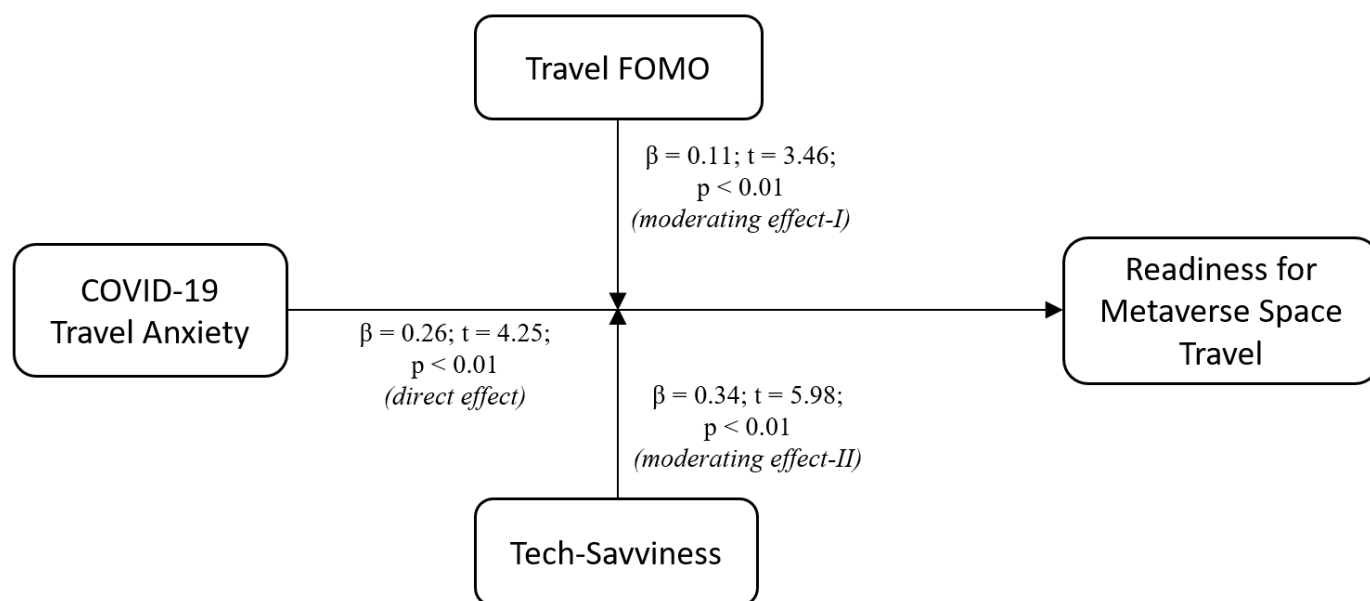 Travel FOMO
β = 0.11; t = 3.46;
p < 0.01
(moderating effect-I)
COVID-19
Travel Anxiety
β = 0.26; t = 4.25;
p < 0.01
(direct effect)
Readiness for
Metaverse Space
Travel
β = 0.34; t = 5.98;
p < 0.01
(moderating effect-II)
Tech-Savviness